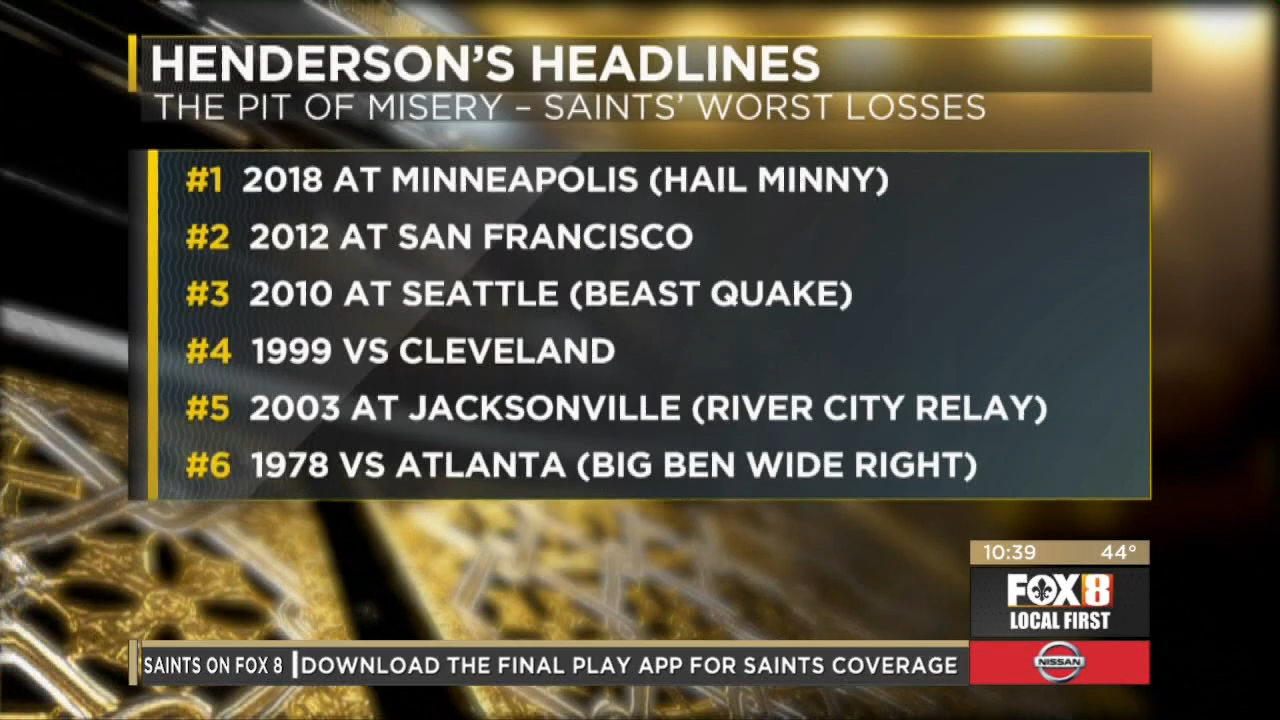 HENDERSON'S HEADLINES
THE PIT OF MISERY – SAINTS' WORST LOSSES
#1 2018 AT MINNEAPOLIS (HAIL MINNY)
#2 2012 AT SAN FRANCISCO
#3 2010 AT SEATTLE (BEAST QUAKE)
#4 1999 VS CLEVELAND
#5 2003 AT JACKSONVILLE (RIVER CITY RELAY)
#6 1978 VS ATLANTA (BIG BEN WIDE RIGHT)
10:39 44°
FOX 8
LOCAL FIRST
NISSAN
SAINTS ON FOX 8 | DOWNLOAD THE FINAL PLAY APP FOR SAINTS COVERAGE